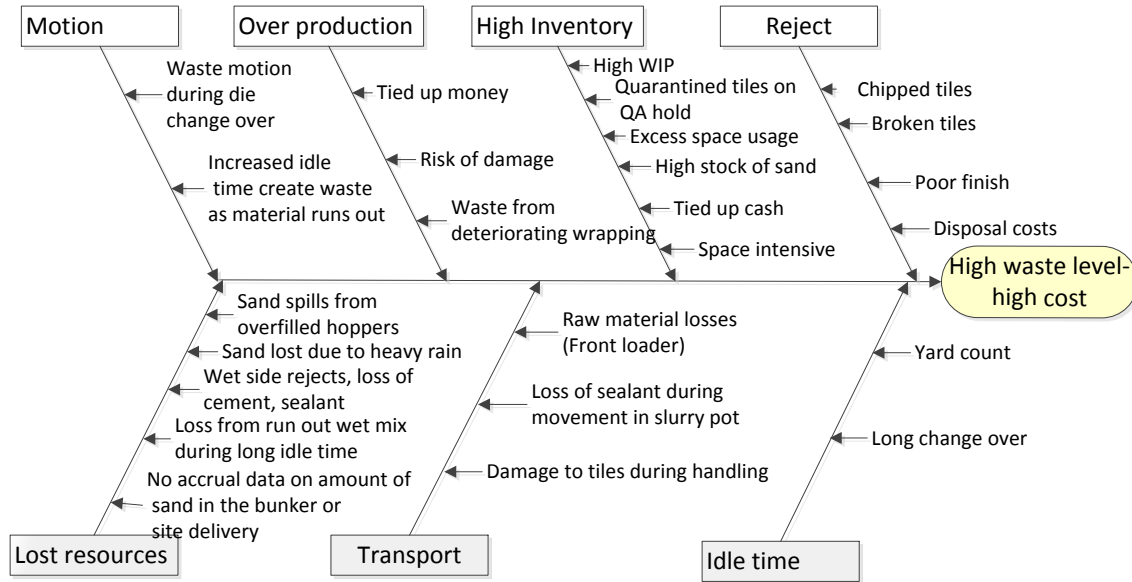 Motion
Over production
High Inventory
Reject
Waste motion
during die
change over
Increased idle
time create waste
as material runs out
Tied up money
Risk of damage
Waste from
deteriorating wrapping
High WIP
Quarantined tiles on
QA hold
Excess space usage
High stock of sand
Tied up cash
Space intensive
Chipped tiles
Broken tiles
Poor finish
Disposal costs
High waste level-
high cost
Sand spills from
overfilled hoppers
Sand lost due to heavy rain
Wet side rejects, loss of
cement, sealant
Loss from run out wet mix
during long idle time
No accrual data on amount of
sand in the bunker or
site delivery
Raw material losses
(Front loader)
Loss of sealant during
movement in slurry pot
Damage to tiles during handling
Yard count
Long change over
Lost resources
Transport
Idle time